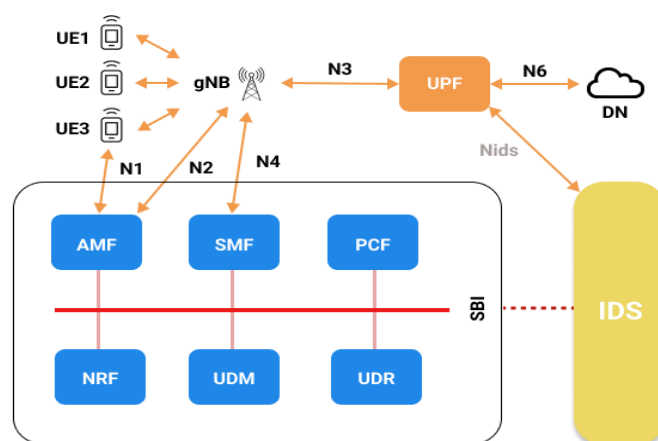 UE1
UE2
UE3
gNB
N3
UPF
N6
DN
N1
N2
N4
Nids
AMF
SMF
PCF
SBI
IDS
NRF
UDM
UDR